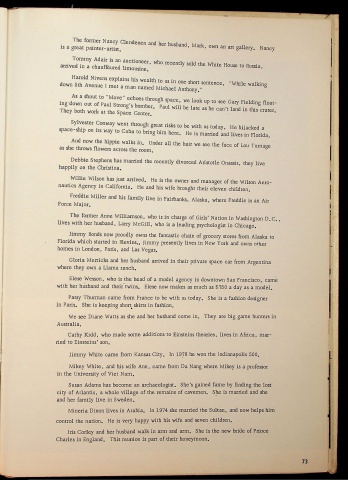 The former Nancy Clendenen and her husband, Mark, own an art gallery. Nancy
is a great painter-artist.
Tommy Adair is an auctioneer, who recently sold the White House to Russia,
arrived in a chauffeured limousine.
Harold Nivens explains his wealth to us in one short sentence, "While walking
down 8th Avenue I met a man named Michael Anthony."
As a shout to "Move" echoes through space, we look up to see Gary Fielding float-
ing down out of Paul Strong's bomber. Paul will be late as he can't land in this crater.
They both work at the Space Center.
Sylvester Comsay went through great risks to be with us today. He hijacked a
space-ship on its way to Cuba to bring him here. He is married and lives in Florida.
And now the hippie walks in. Under all the hair we see the face of Lou Tamage
as she throws flowers across the room.
Debbie Stephens has married the recently divorced Aristotle Onassis, they live
happily on the Christina.
Willie Wilson has just arrived. He is the owner and manager of the Wilson Aero-
nautics Agency in California. He and his wife brought their eleven children.
Freddie Miller and his family live in Fairbanks, Alaska, where Freddie is an Air
Force Major.
The former Anne Williamson, who is in charge of Girls' Nation in Washington D.C.,
lives with her husband, Larry McGill, who is a leading psychologist in Chicago.
Jimmy Bonds now proudly owns the fantastic chain of grocery stores from Alaska to
Florida which started in Nevins. Jimmy presently lives in New York and owns other
homes in London, Paris, and Las Vegas.
Gloria Merricks and her husband arrived in their private space car from Argentina
where they own a Llama ranch.
Elese Wesson, who is the head of a model agency in downtown San Francisco, came
with her husband and their twins. Elese now makes as much as $150 a day as a model.
Patsy Thurman came from France to be with us today. She is a fashion designer
in Paris. She is keeping short skirts in fashion.
We see Diane Watts as she and her husband come in. They are big game hunters in
Australia.
Cathy Kidd, who made some additions to Einsteins theories, lives in Africa, mar-
ried to Einsteins' son.
Jimmy White came from Kansas City. In 1978 he won the Indianapolis 500.
Mikey White, and his wife Ann, came from Da Nang where Mikey is a professor
in the University of Viet Nam.
Susan Adams has become an archaeologist. She's gained fame by finding the lost
city of Atlantis, a whole village of the remains of cavemen. She is married and she
and her family live in Sweden.
Mineria Dixon lives in Arabia. In 1974 she married the Sultan, and now helps him
control the nation. He is very happy with his wife and seven children.
Iris Corley and her husband walk in arm and arm. She is the new bride of Prince
Charles in England. This reunion is part of their honeymoon.
73